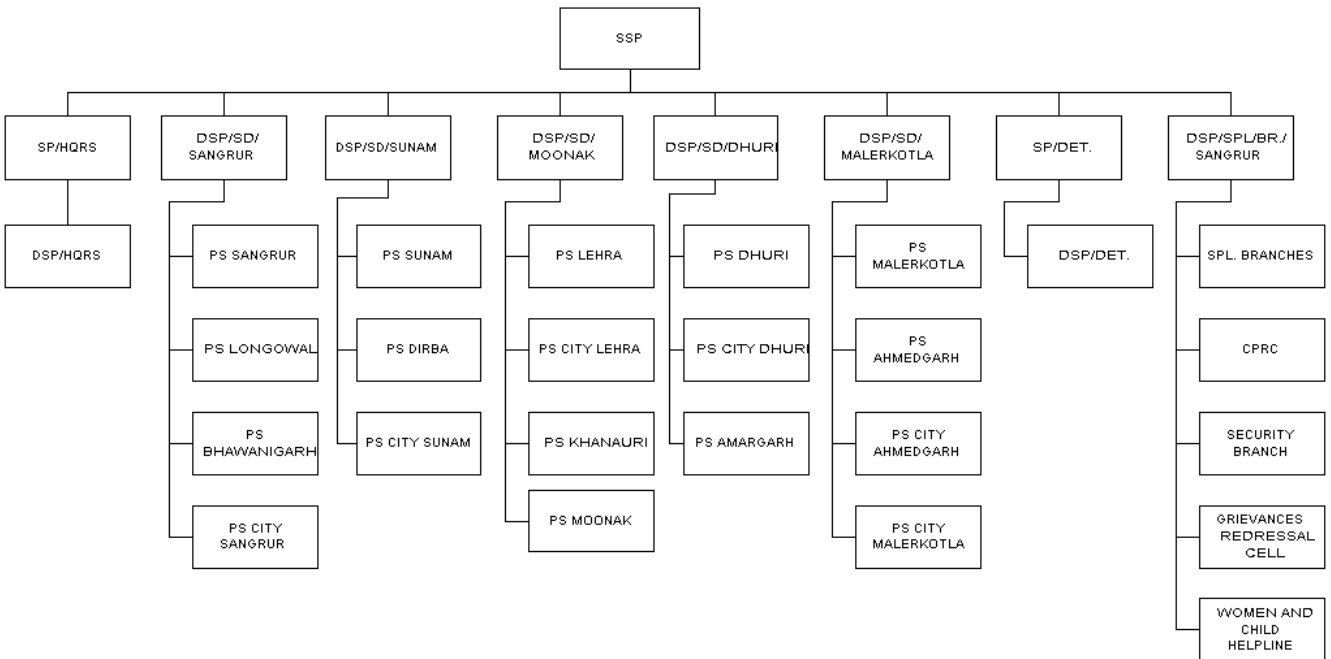 SSP
SP/HQRS
DSP/SD/
SANGRUR
DSP/SD/SUNAM
DSP/SD/
MOONAK
DSP/SD/DHURI
DSP/SD/
MALERKOTLA
SP/DET.
DSP/SPL/BR./
SANGRUR
DSP/HQRS
PS SANGRUR
PS SUNAM
PS LEHRA
PS DHURI
PS
MALERKOTLA
DSP/DET.
SPL. BRANCHES
PS LONGOWAL
PS DIRBA
PS CITY LEHRA
PS CITY DHURI
PS
AHMEDGARH
CPRC
PS
BHAWANIGARH
PS CITY SUNAM
PS KHANAURI
PS AMARGARH
PS CITY
AHMEDGARH
SECURITY
BRANCH
PS CITY
SANGRUR
PS MOONAK
PS CITY
MALERKOTLA
GRIEVANCES
REDRESSAL
CELL
WOMEN AND
CHILD
HELPLINE